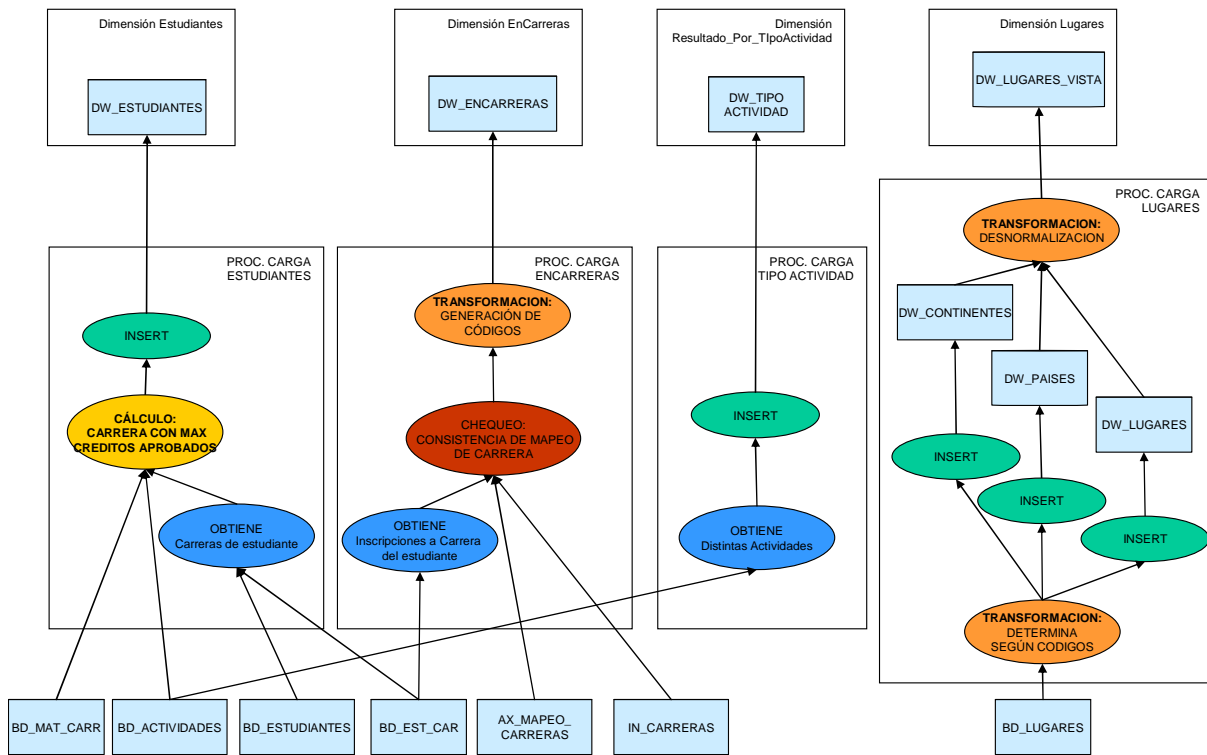 Dimensión Estudiantes
DW_ESTUDIANTES
Dimensión EnCarreras
DW_ENCARRERAS
Dimensión
Resultado_Por_TIpoActividad
DW_TIPO
ACTIVIDAD
Dimensión Lugares
DW_LUGARES_VISTA
PROC. CARGA
ESTUDIANTES
INSERT
CÁLCULO:
CARRERA CON MAX
CREDITOS APROBADOS
OBTIENE
Carreras de estudiante
PROC. CARGA
ENCARRERAS
TRANSFORMACION:
GENERACIÓN DE
CÓDIGOS
CHEQUEO:
CONSISTENCIA DE MAPEO
DE CARRERA
OBTIENE
Inscripciones a Carrera
del estudiante
PROC. CARGA
TIPO ACTIVIDAD
INSERT
OBTIENE
Distintas Actividades
PROC. CARGA
LUGARES
TRANSFORMACION:
DESNORMALIZACION
DW_CONTINENTES
DW_PAISES
DW_LUGARES
INSERT
INSERT
INSERT
TRANSFORMACION:
DETERMINA
SEGÚN CODIGOS
BD_MAT_CARR
BD_ACTIVIDADES
BD_ESTUDIANTES
BD_EST_CAR
AX_MAPEO_
CARRERAS
IN_CARRERAS
BD_LUGARES